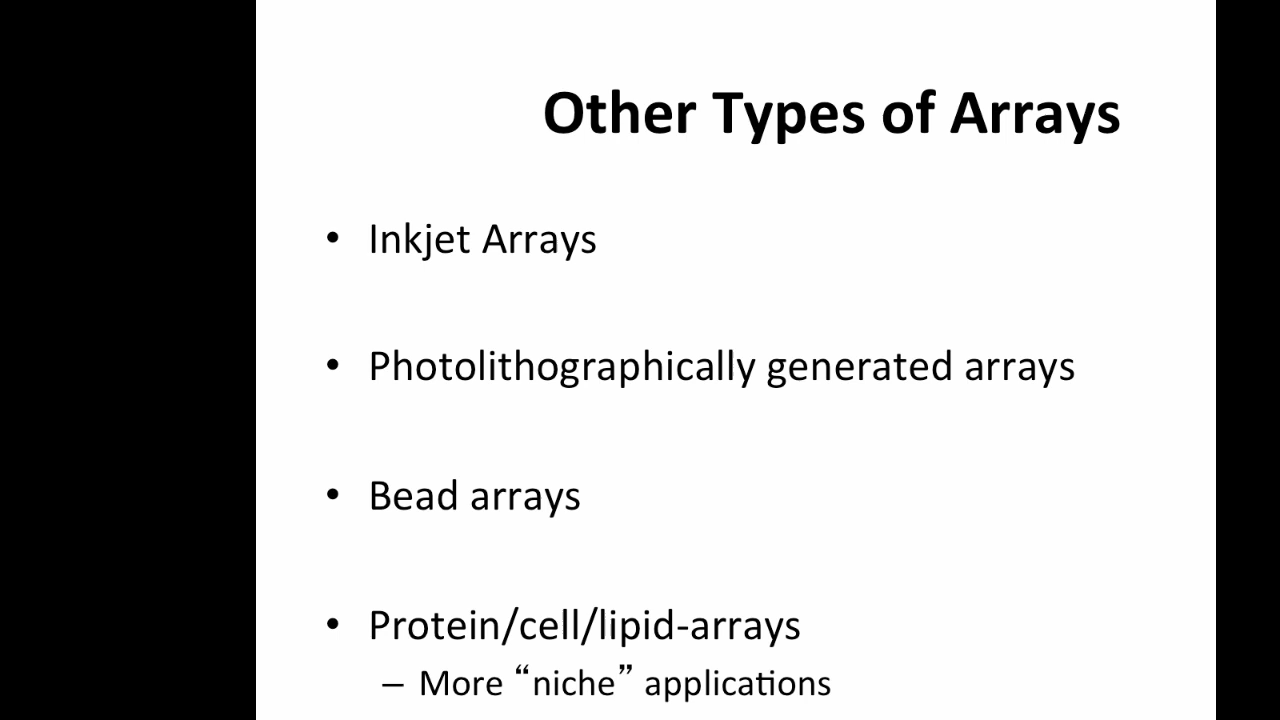 Other Types of Arrays
• Inkjet Arrays
• Photolithographically generated arrays
• Bead arrays
• Protein/cell/lipid-arrays
– More “niche” applications